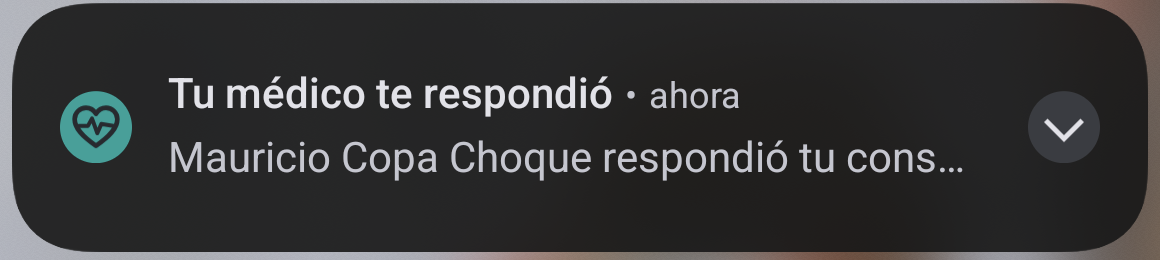 Tu médico te respondió • ahora
Mauricio Copa Choque respondió tu cons...